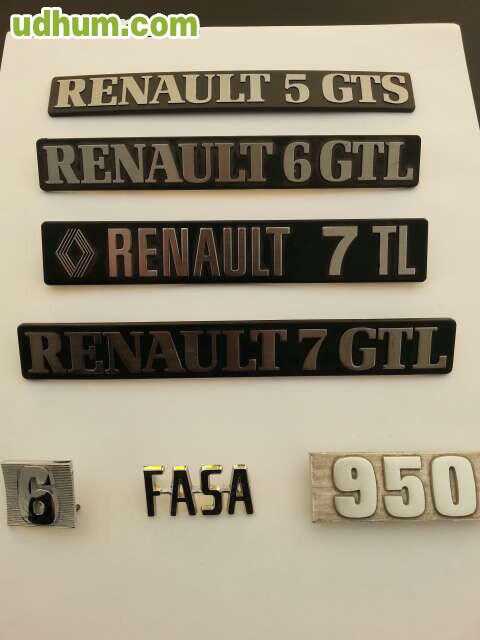 udhum.com
RENAULT 5 GTS
RENAULT 6 GTL
RENAULT 7 TL
RENAULT 7 GTL
6 FASA 950